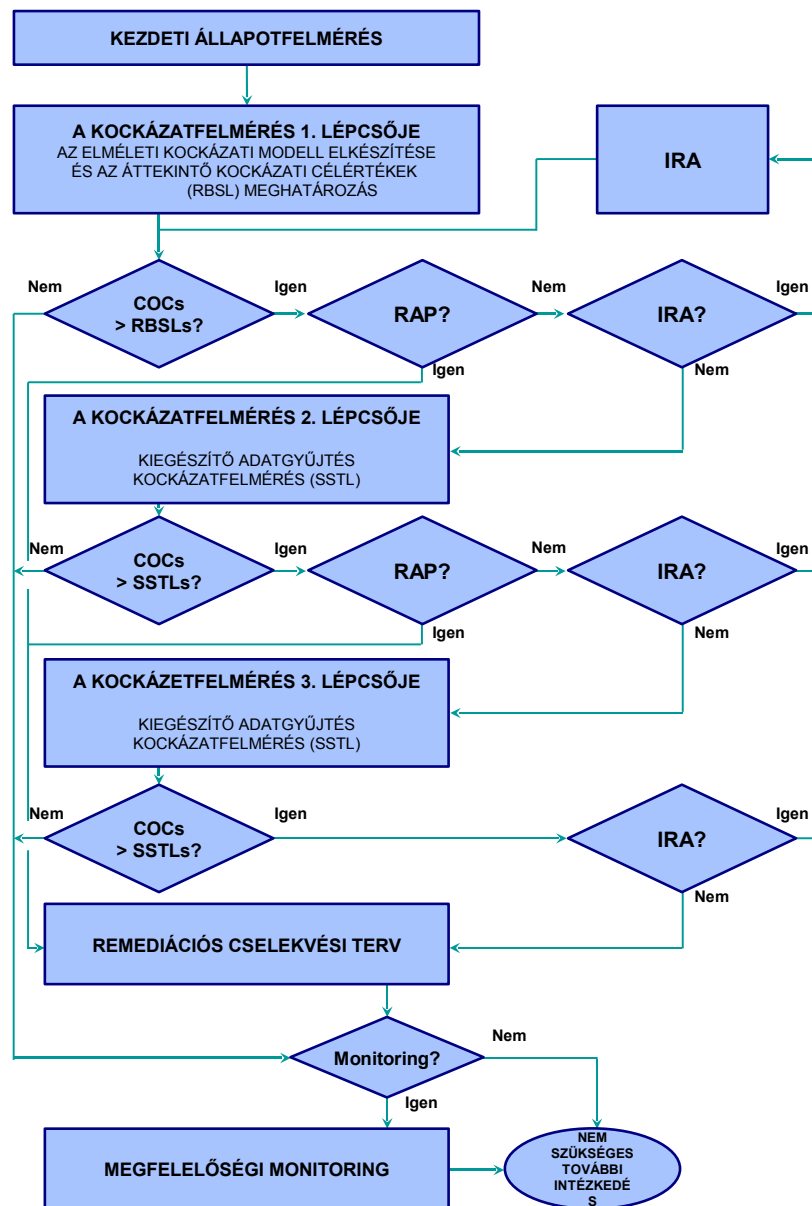 KEZDETI ÁLLAPOTFELMÉRÉS
A KOCKÁZATFELMÉRÉS 1. LÉPCSŐJE
AZ ELMÉLETI KOCKÁZATI MODELL ELKÉSZÍTÉSE
ÉS AZ ÁTTEKINTŐ KOCKÁZATI CÉLÉRTÉKEK
(RBSL) MEGHATÁROZÁS
IRA
Nem
COCs
> RBSLs?
Igen
RAP?
Nem
IRA?
Igen
Igen
Nem
A KOCKÁZATFELMÉRÉS 2. LÉPCSŐJE
KIEGÉSZÍTŐ ADATGYŰJTÉS
KOCKÁZATFELMÉRÉS (SSTL)
Nem
COCs
> SSTLs?
Igen
RAP?
Nem
IRA?
Igen
Igen
Nem
A KOCKÁZETFELMÉRÉS 3. LÉPCSŐJE
KIEGÉSZÍTŐ ADATGYŰJTÉS
KOCKÁZATFELMÉRÉS (SSTL)
Nem
COCs
> SSTLs?
Igen
IRA?
Igen
Nem
REMEDIÁCIÓS CSELEKVÉSI TERV
Monitoring?
Nem
Igen
MEGFELELŐSÉGI MONITORING
NEM
SZÜKSÉGES
TOVÁBBI
INTÉZKEDÉ
S